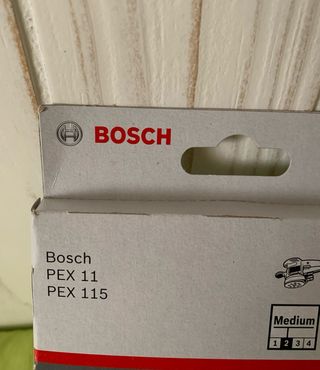 BOSCH
Bosch
PEX 11
PEX 115
Medium
1 2 3 4